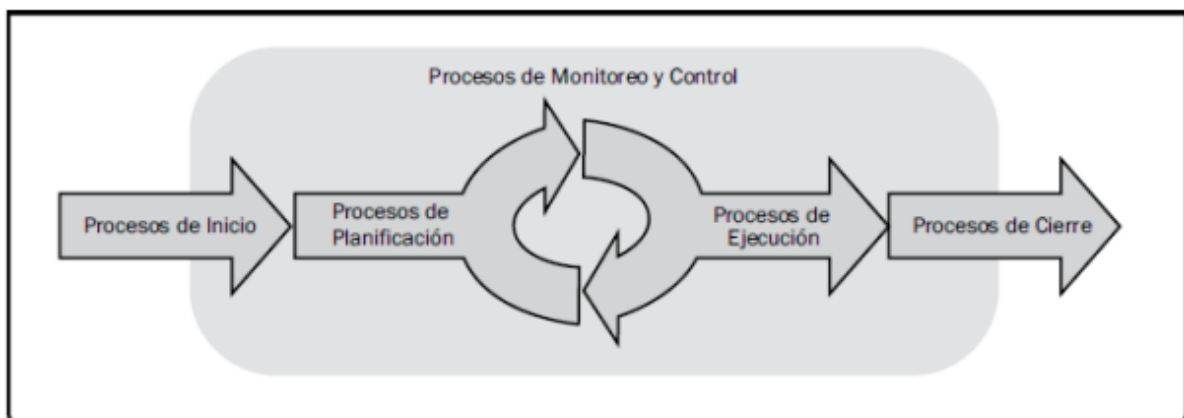 Procesos de Monitoreo y Control
Procesos de Inicio
Procesos de
Planificación
Procesos de
Ejecución
Procesos de Cierre